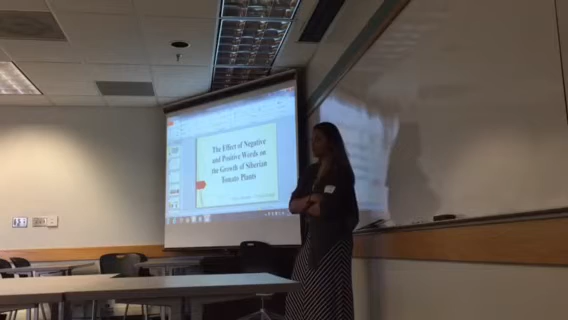 The Effect of Negative
and Positive Words on
the Growth of Siberian
Tomato Plants